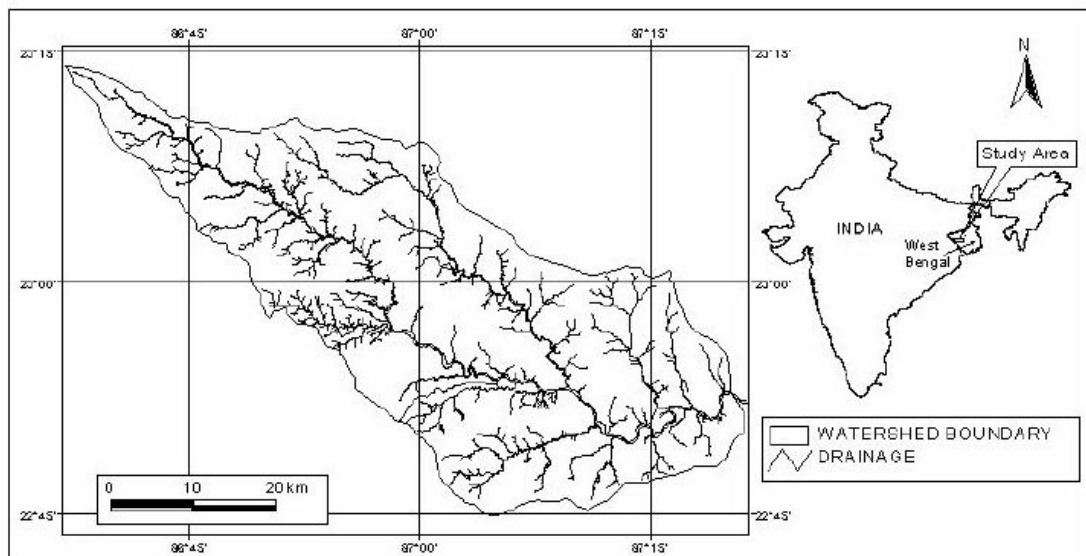 86°45' 87°00' 87°15'
23°15' 23°15'
N
Study Area
INDIA
West
Bengal
23°00' 23°00'
WATERSHED BOUNDARY
DRAINAGE
0 10 20 km
22°45' 22°45'
86°45' 87°00' 87°15'